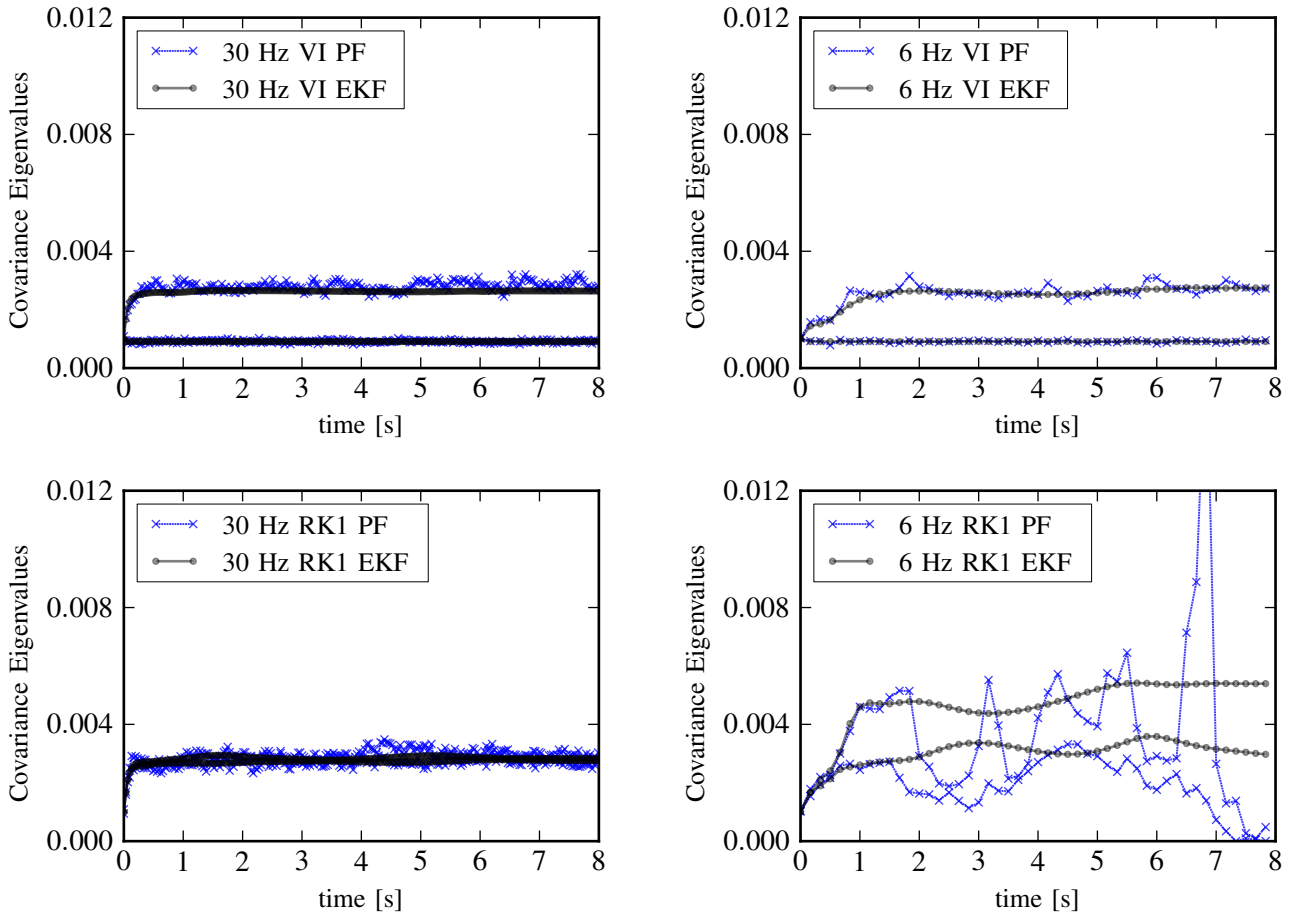 0.012
0.008
0.004
0.000
Covariance Eigenvalues
30 Hz VI PF
30 Hz VI EKF
0 1 2 3 4 5 6 7 8
time [s]
0.012
0.008
0.004
0.000
Covariance Eigenvalues
6 Hz VI PF
6 Hz VI EKF
0 1 2 3 4 5 6 7 8
time [s]
0.012
0.008
0.004
0.000
Covariance Eigenvalues
30 Hz RK1 PF
30 Hz RK1 EKF
0 1 2 3 4 5 6 7 8
time [s]
0.012
0.008
0.004
0.000
Covariance Eigenvalues
6 Hz RK1 PF
6 Hz RK1 EKF
0 1 2 3 4 5 6 7 8
time [s]